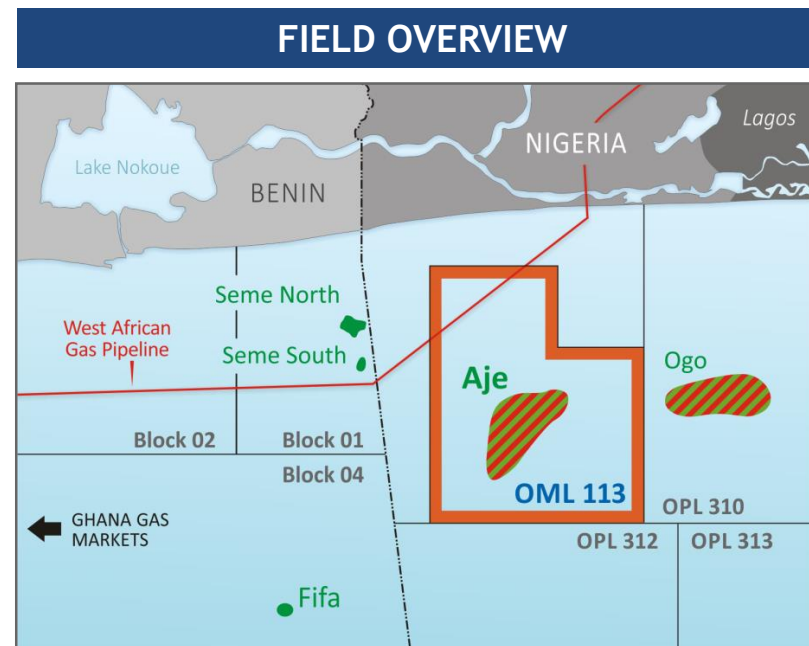 FIELD OVERVIEW
Lagos
NIGERIA
Lake Nokoue
BENIN
Seme North
West African
Gas Pipeline
Seme South
Aje
Ogo
Block 02
Block 01
Block 04
OML 113
OPL 310
GHANA GAS
MARKETS
OPL 312
OPL 313
Fifa